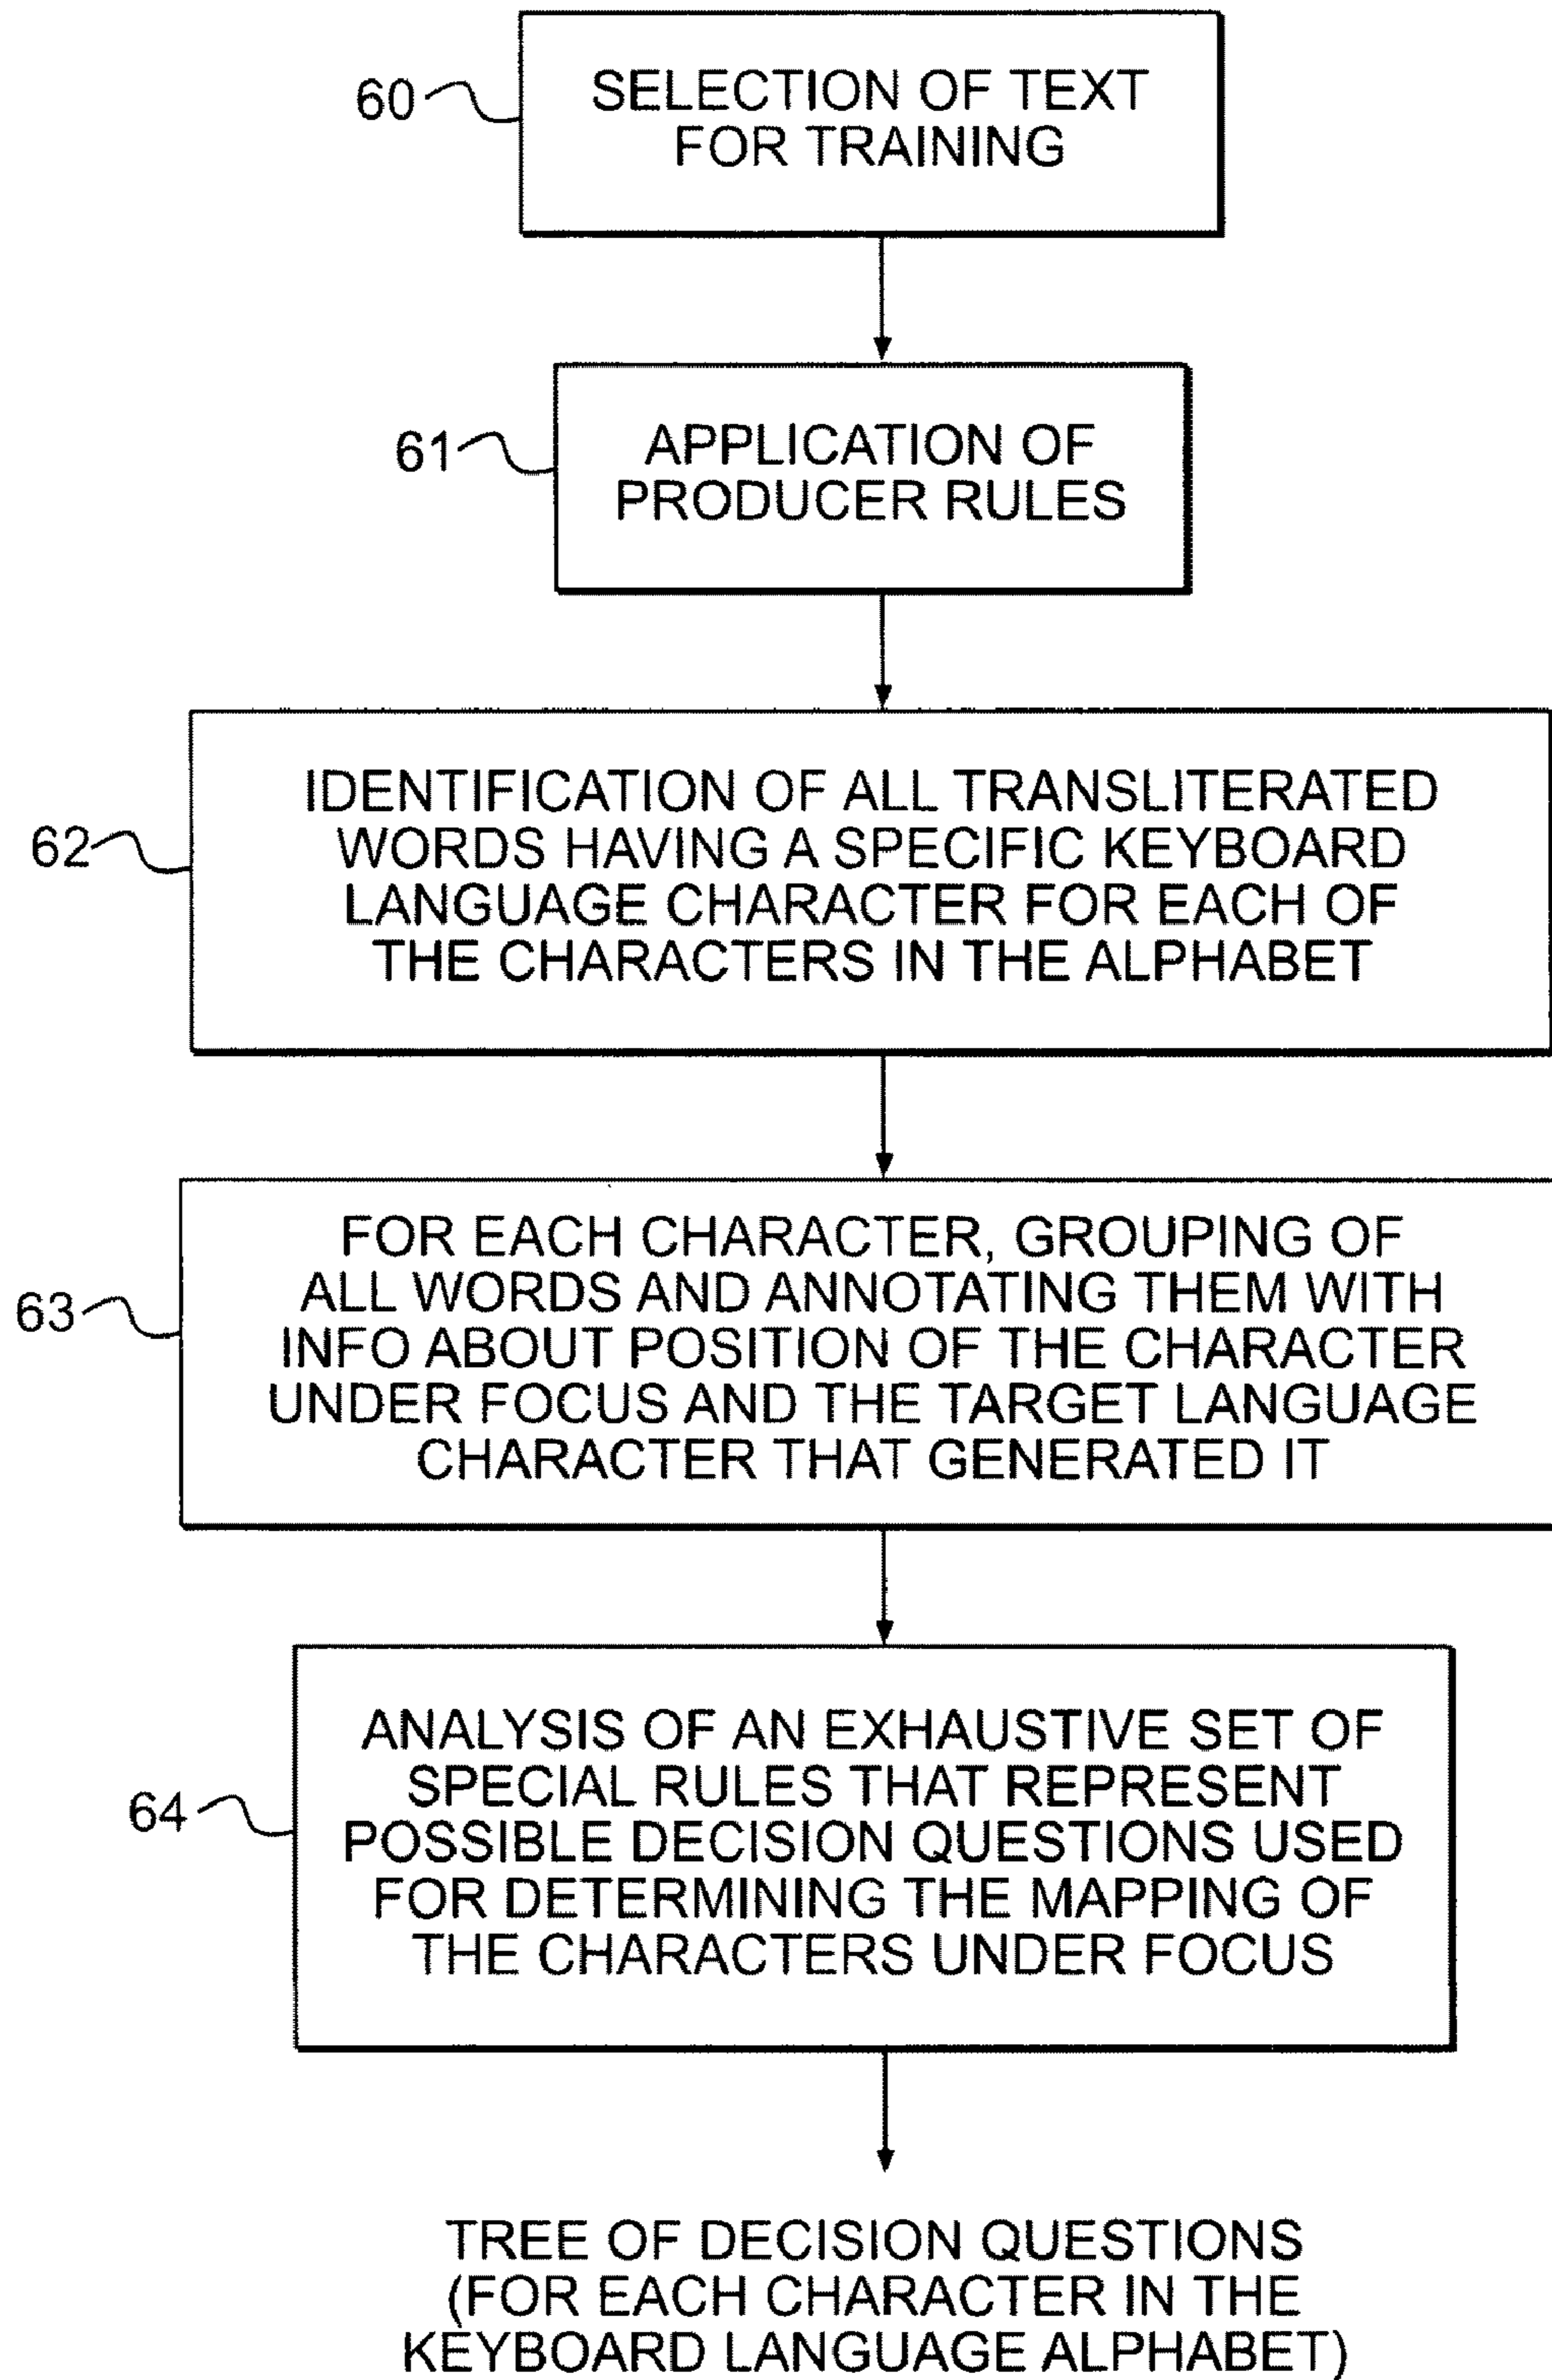 60
SELECTION OF TEXT
FOR TRAINING
61
APPLICATION OF
PRODUCER RULES
62
IDENTIFICATION OF ALL TRANSLITERATED
WORDS HAVING A SPECIFIC KEYBOARD
LANGUAGE CHARACTER FOR EACH OF
THE CHARACTERS IN THE ALPHABET
63
FOR EACH CHARACTER, GROUPING OF
ALL WORDS AND ANNOTATING THEM WITH
INFO ABOUT POSITION OF THE CHARACTER
UNDER FOCUS AND THE TARGET LANGUAGE
CHARACTER THAT GENERATED IT
64
ANALYSIS OF AN EXHAUSTIVE SET OF
SPECIAL RULES THAT REPRESENT
POSSIBLE DECISION QUESTIONS USED
FOR DETERMINING THE MAPPING OF
THE CHARACTERS UNDER FOCUS
TREE OF DECISION QUESTIONS
(FOR EACH CHARACTER IN THE
KEYBOARD LANGUAGE ALPHABET)